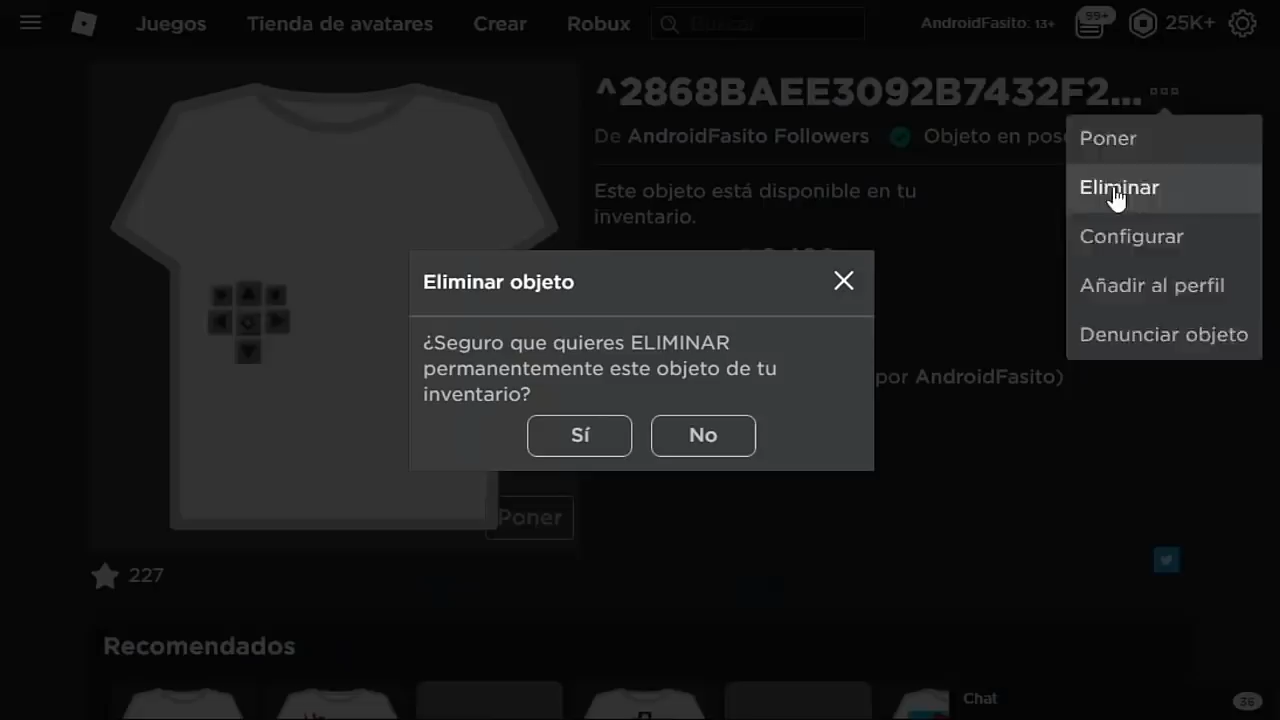 Juegos
Tienda de avatares
Crear
Robux
Buscar
AndroidFasito: 13+
99+
25K+
^2868BAEE3092B7432F2...
De AndroidFasito Followers
Objeto en
Este objeto está disponible en tu
inventario.
Poner
Eliminar
Configurar
Añadir al perfil
Denunciar objeto
Eliminar objeto
¿Seguro que quieres ELIMINAR
permanentemente este objeto de tu
inventario?
Sí
No
por AndroidFasito)
Poner
227
Recomendados
Chat
36